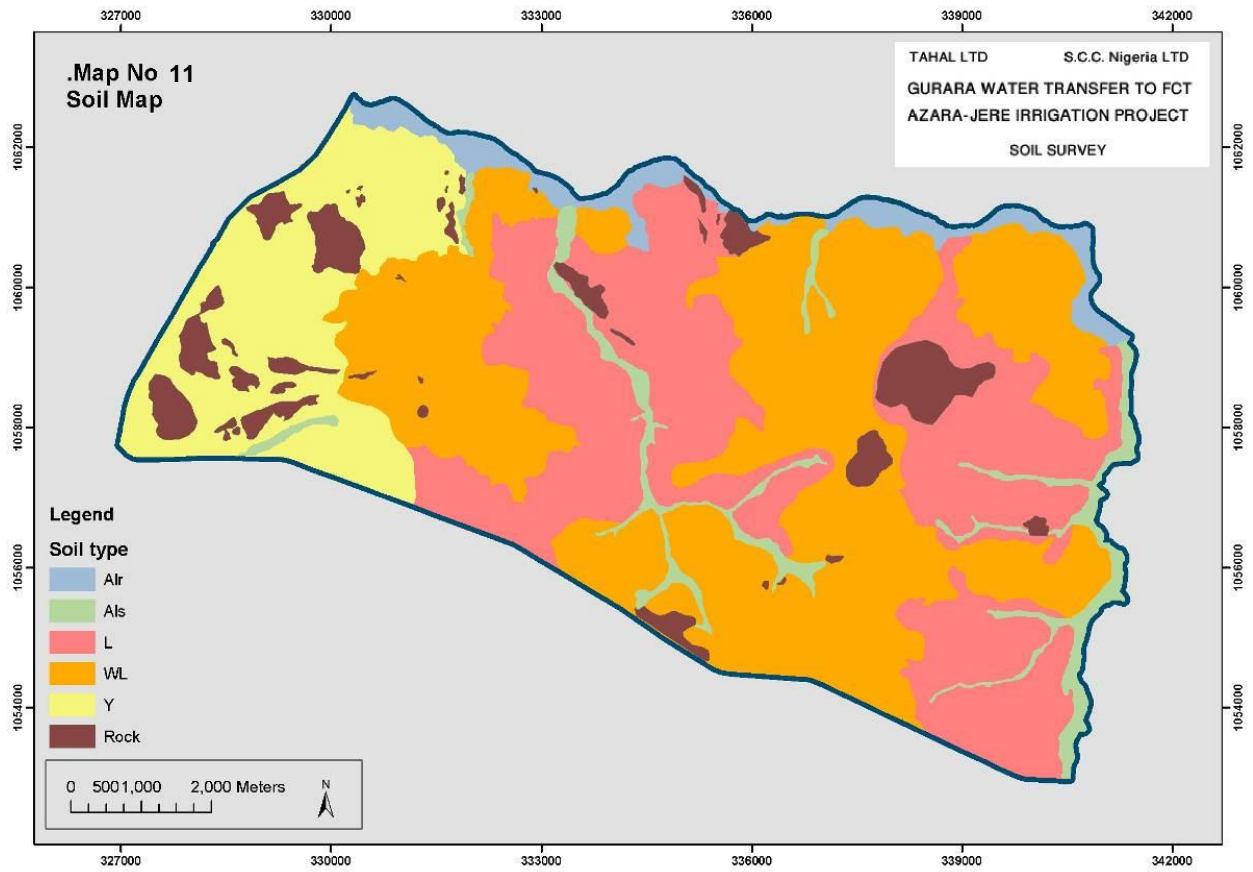 327000 330000 333000 336000 339000 342000
.Map No 11
Soil Map
TAHAL LTD S.C.C. Nigeria LTD
GURARA WATER TRANSFER TO FCT
AZARA-JERE IRRIGATION PROJECT
SOIL SURVEY
1062000 1062000
1060000 1060000
1058000 1058000
1056000 1056000
1054000 1054000
Legend
Soil type
Alr
Als
L
WL
Y
Rock
0 5001,000 2,000 Meters
N
327000 330000 333000 336000 339000 342000